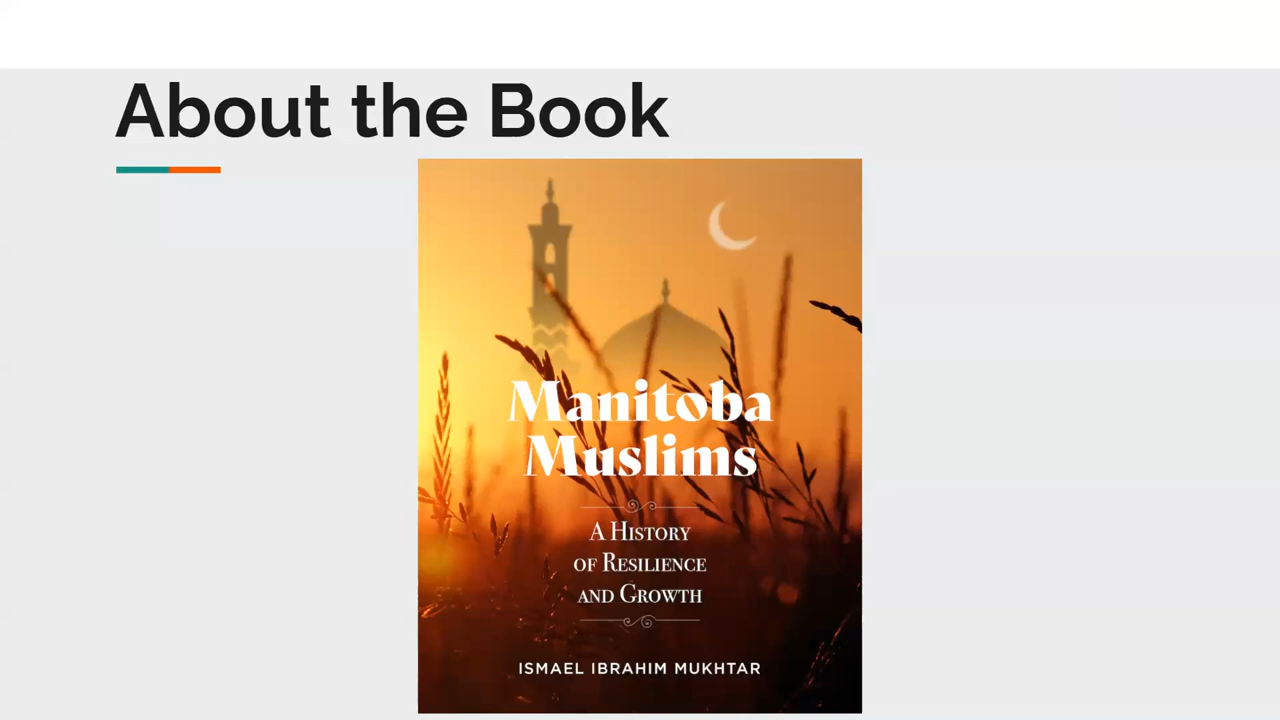 About the Book
Manitoba
Muslims
A History
of Resilience
and Growth
ISMAEL IBRAHIM MUKHTAR